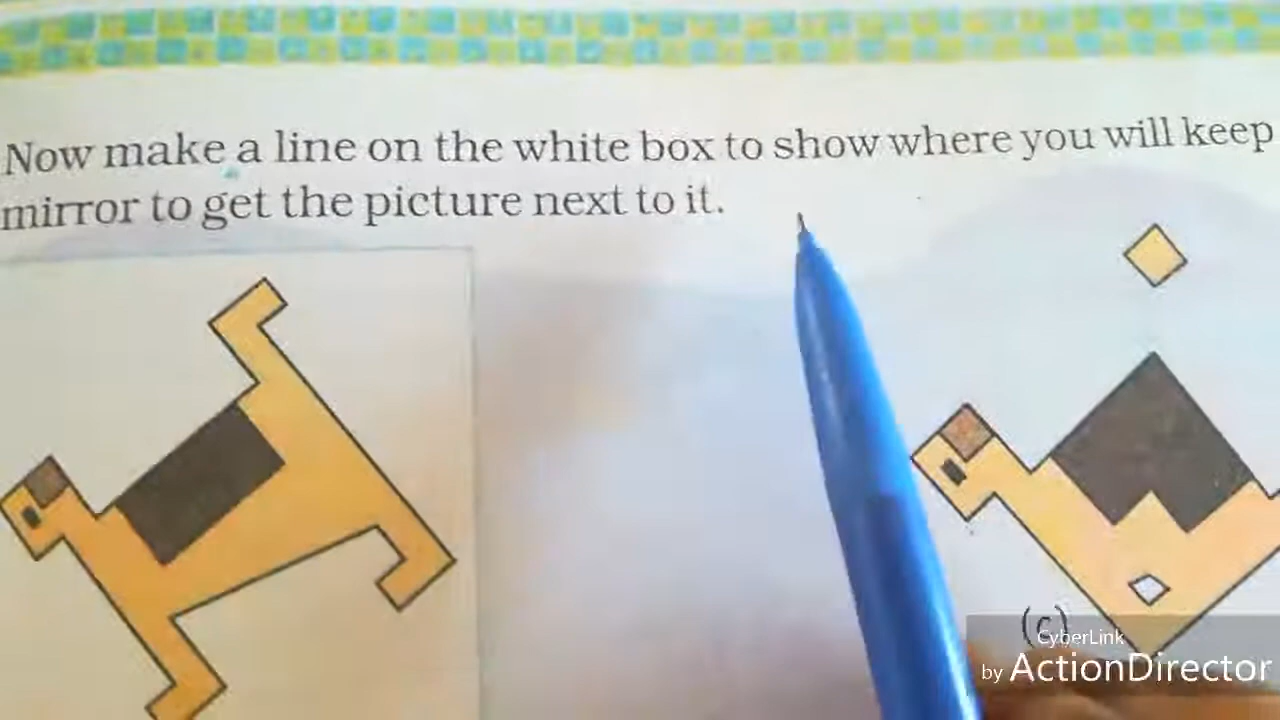 Now make a line on the white box to show where you will keep
mirror to get the picture next to it.
(c)
CyberLink
by ActionDirector